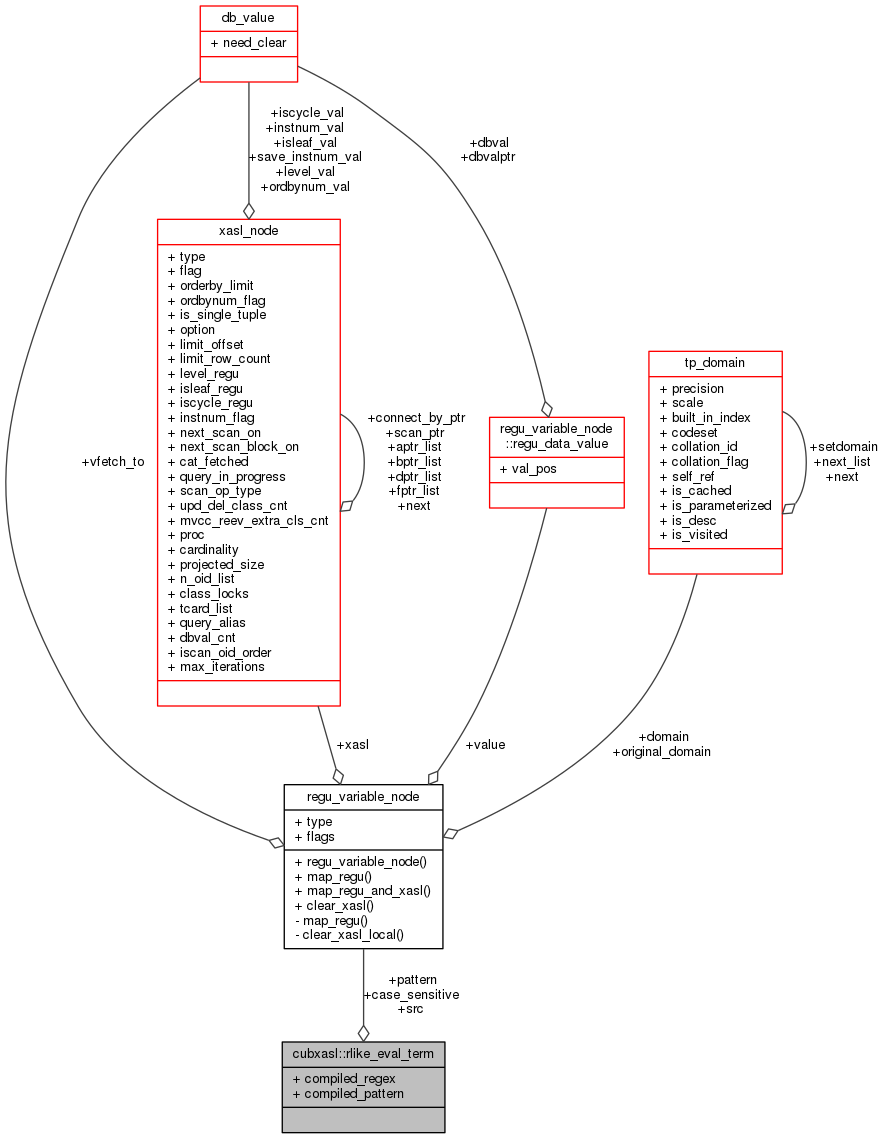 db_value
+ need_clear
+iscycle_val
+instnum_val
+isleaf_val
+save_instnum_val
+level_val
+ordbynum_val
+dbval
+dbvalptr
xasl_node
+ type
+ flag
+ orderby_limit
+ ordbynum_flag
+ is_single_tuple
+ option
+ limit_offset
+ limit_row_count
+ level_regu
+ isleaf_regu
+ iscycle_regu
+ instnum_flag
+ next_scan_on
+ next_scan_block_on
+ cat_fetched
+ query_in_progress
+ scan_op_type
+ upd_del_class_cnt
+ mvcc_reev_extra_cls_cnt
+ proc
+ cardinality
+ projected_size
+ n_oid_list
+ class_locks
+ tcard_list
+ query_alias
+ dbval_cnt
+ iscan_oid_order
+ max_iterations
+connect_by_ptr
+scan_ptr
+aptr_list
+bptr_list
+dptr_list
+fptr_list
+next
+vfetch_to
regu_variable_node
::regu_data_value
+ val_pos
tp_domain
+ precision
+ scale
+ built_in_index
+ codeset
+ collation_id
+ collation_flag
+ self_ref
+ is_cached
+ is_parameterized
+ is_desc
+ is_visited
+setdomain
+next_list
+next
+xasl
+value
+domain
+original_domain
regu_variable_node
+ type
+ flags
+ regu_variable_node()
+ map_regu()
+ map_regu_and_xasl()
+ clear_xasl()
- map_regu()
- clear_xasl_local()
+pattern
+case_sensitive
+src
cubxasl::rlike_eval_term
+ compiled_regex
+ compiled_pattern